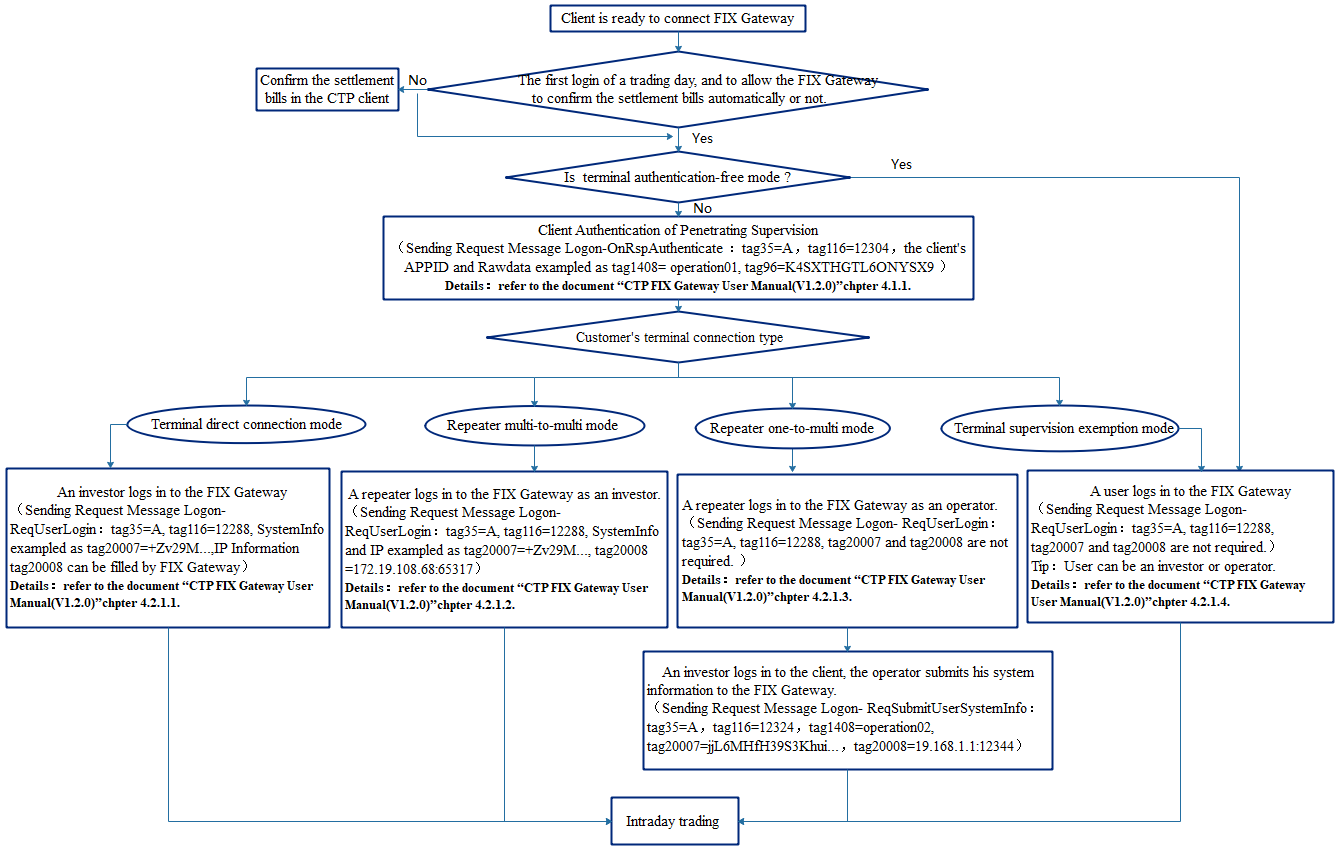 Client is ready to connect FIX Gateway
The first login of a trading day, and to allow the FIX Gateway
to confirm the settlement bills automatically or not.
No
Confirm the settlement
bills in the CTP client
Yes
Is terminal authentication-free mode ?
Yes
No
Client Authentication of Penetrating Supervision
（Sending Request Message Logon-OnRspAuthenticate：tag35=A，tag116=12304，the client's
APPID and Rawdata exampled as tag1408= operation01, tag96=K4SXTHGTL6ONYSX9 ）
Details：refer to the document “CTP FIX Gateway User Manual(V1.2.0)”chpter 4.1.1.
Customer's terminal connection type
Terminal direct connection mode
Repeater multi-to-multi mode
Repeater one-to-multi mode
Terminal supervision exemption mode
An investor logs in to the FIX Gateway
（Sending Request Message Logon-
ReqUserLogin：tag35=A, tag116=12288, SystemInfo
exampled as tag20007=+Zv29M...,IP Information
tag20008 can be filled by FIX Gateway）
Details：refer to the document “CTP FIX Gateway User
Manual(V1.2.0)”chpter 4.2.1.1.
A repeater logs in to the FIX Gateway as an investor.
（Sending Request Message Logon-
ReqUserLogin：tag35=A, tag116=12288, SystemInfo
and IP exampled as tag20007=+Zv29M..., tag20008
=172.19.108.68:65317）
Details：refer to the document “CTP FIX Gateway User
Manual(V1.2.0)”chpter 4.2.1.2.
A repeater logs in to the FIX Gateway as an operator.
（Sending Request Message Logon- ReqUserLogin：
tag35=A, tag116=12288, tag20007 and tag20008 are not
required. ）
Details：refer to the document “CTP FIX Gateway User
Manual(V1.2.0)”chpter 4.2.1.3.
A user logs in to the FIX Gateway
（Sending Request Message Logon-
ReqUserLogin：tag35=A, tag116=12288,
tag20007 and tag20008 are not required.）
Tip：User can be an investor or operator.
Details：refer to the document “CTP FIX Gateway
User Manual(V1.2.0)”chpter 4.2.1.4.
An investor logs in to the client, the operator submits his system
information to the FIX Gateway.
（Sending Request Message Logon- ReqSubmitUserSystemInfo：
tag35=A，tag116=12324，tag1408=operation02,
tag20007=jjL6MHfH39S3Khui...，tag20008=19.168.1.1:12344）
Intraday trading